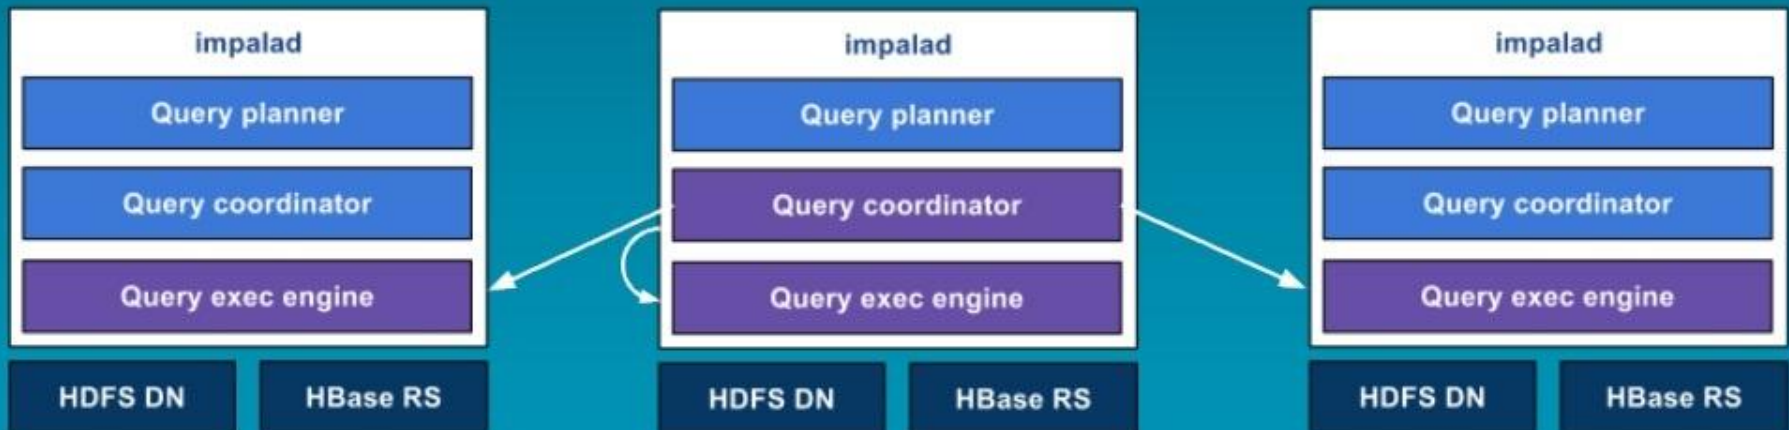 impalad
Query planner
Query coordinator
Query exec engine
HDFS DN
HBase RS
impalad
Query planner
Query coordinator
Query exec engine
HDFS DN
HBase RS
impalad
Query planner
Query coordinator
Query exec engine
HDFS DN
HBase RS